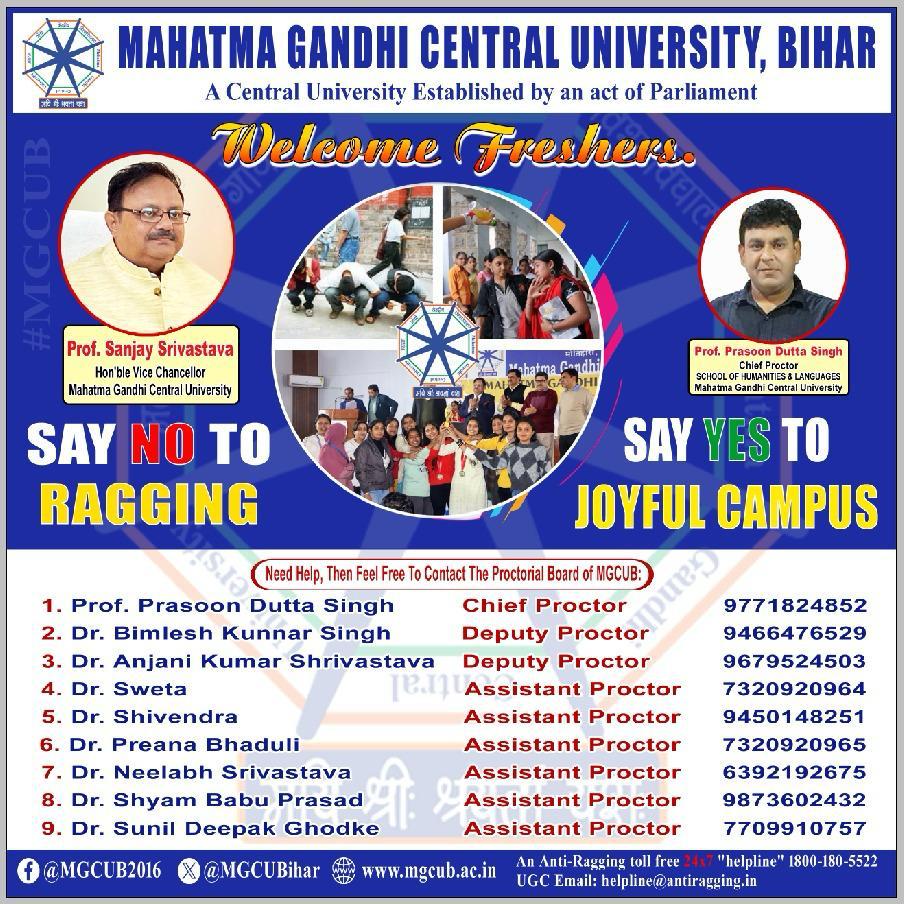 MAHATMA GANDHI CENTRAL UNIVERSITY, BIHAR
A Central University Established by an act of Parliament
Welcome Freshers.
#MGCUB
Prof. Sanjay Srivastava
Hon'ble Vice Chancellor
Mahatma Gandhi Central University
Prof. Prasoon Dutta Singh
Chief Proctor
SCHOOL OF HUMANITIES & LANGUAGES
Mahatma Gandhi Central University
Mahatma Gandhi
SAY NO TO
RAGGING
SAY YES TO
JOYFUL CAMPUS
Need Help, Then Feel Free To Contact The Proctorial Board of MGCUB:
1. Prof. Prasoon Dutta Singh Chief Proctor 9771824852
2. Dr. Bimlesh Kunnar Singh Deputy Proctor 9466476529
3. Dr. Anjani Kumar Shrivastava Deputy Proctor 9679524503
4. Dr. Sweta Assistant Proctor 7320920964
5. Dr. Shivendra Assistant Proctor 9450148251
6. Dr. Preana Bhaduli Assistant Proctor 7320920965
7. Dr. Neelabh Srivastava Assistant Proctor 6392192675
8. Dr. Shyam Babu Prasad Assistant Proctor 9873602432
9. Dr. Sunil Deepak Ghodke Assistant Proctor 7709910757
@MGCUB2016 @MGCUBihar www.mgcub.ac.in
An Anti-Ragging toll free 24x7 "helpline" 1800-180-5522
UGC Email: helpline@antiragging.in